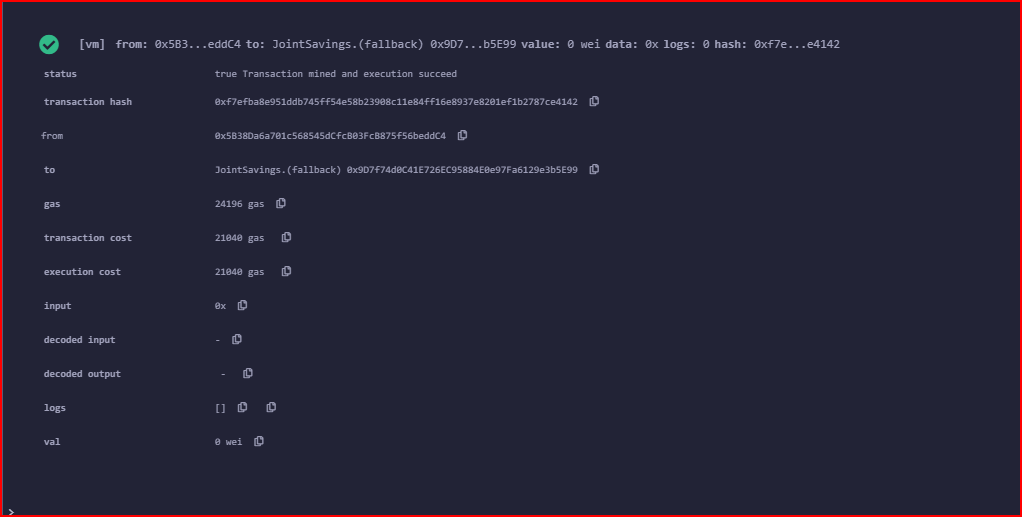 [vm] from: 0x5B3...eddC4 to: JointSavings.(fallback) 0x9D7...b5E99 value: 0 wei data: 0x logs: 0 hash: 0xf7e...e4142
status true Transaction mined and execution succeed
transaction hash 0xf7efba8e951ddb745ff54e58b23908c11e84ff16e8937e8201ef1b2787ce4142
from 0x5B38Da6a701c568545dCfcB03FcB875f56beddC4
to JointSavings.(fallback) 0x9D7f74d0C41E726EC95884E0e97Fa6129e3b5E99
gas 24196 gas
transaction cost 21040 gas
execution cost 21040 gas
input 0x
decoded input -
decoded output -
logs []
val 0 wei
>